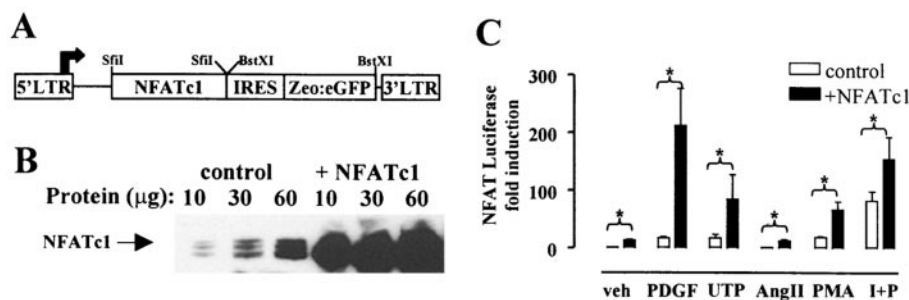 A
SfiI SfiI BstXI BstXI
5'LTR NFATc1 IRES Zeo:eGFP 3'LTR
B
control + NFATc1
Protein (µg): 10 30 60 10 30 60
NFATc1
C
NFAT Luciferase
fold induction
300
200
100
0
control
+NFATc1
* * * * * *
veh PDGF UTP AngII PMA I+P